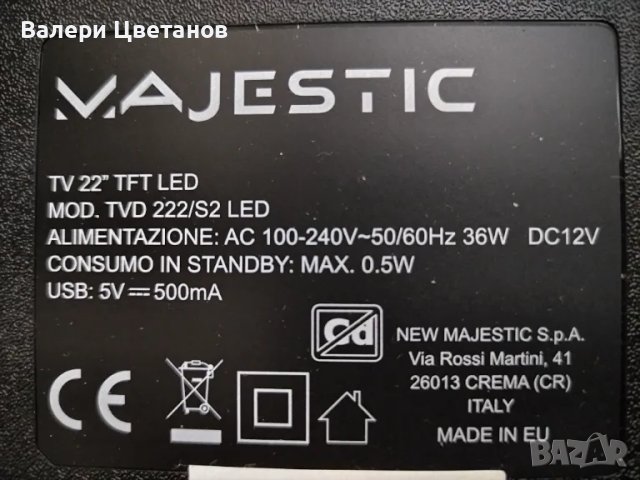 Валери Цветанов
MAJESTIC
TV 22" TFT LED
MOD. TVD 222/S2 LED
ALIMENTAZIONE: AC 100-240V~50/60Hz 36W DC12V
CONSUMO IN STANDBY: MAX. 0.5W
USB: 5V⎓500mA
Cd
NEW MAJESTIC S.p.A.
Via Rossi Martini, 41
26013 CREMA (CR)
ITALY
MADE IN EU
CE
BAZAR